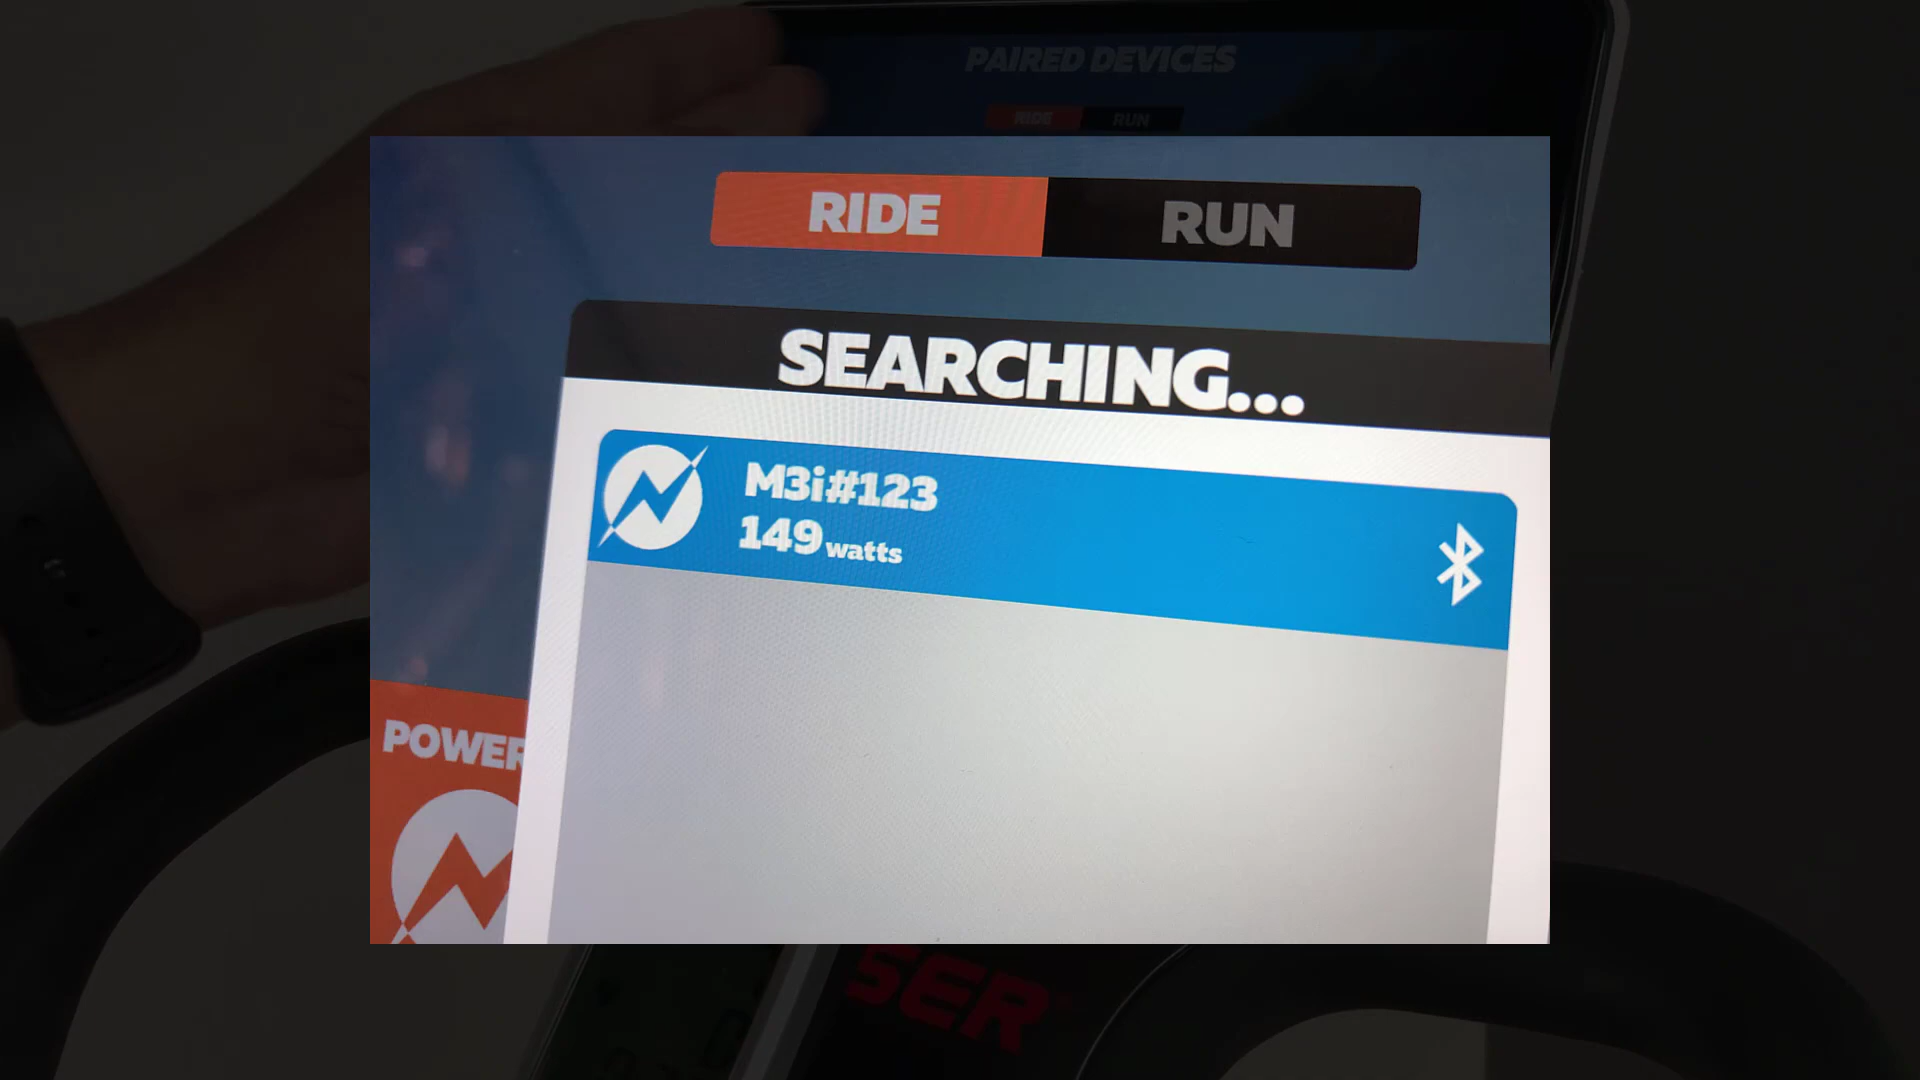 PAIRED DEVICES
RIDE RUN
RIDE RUN
SEARCHING...
M3i#123
149 watts
POWER
SER